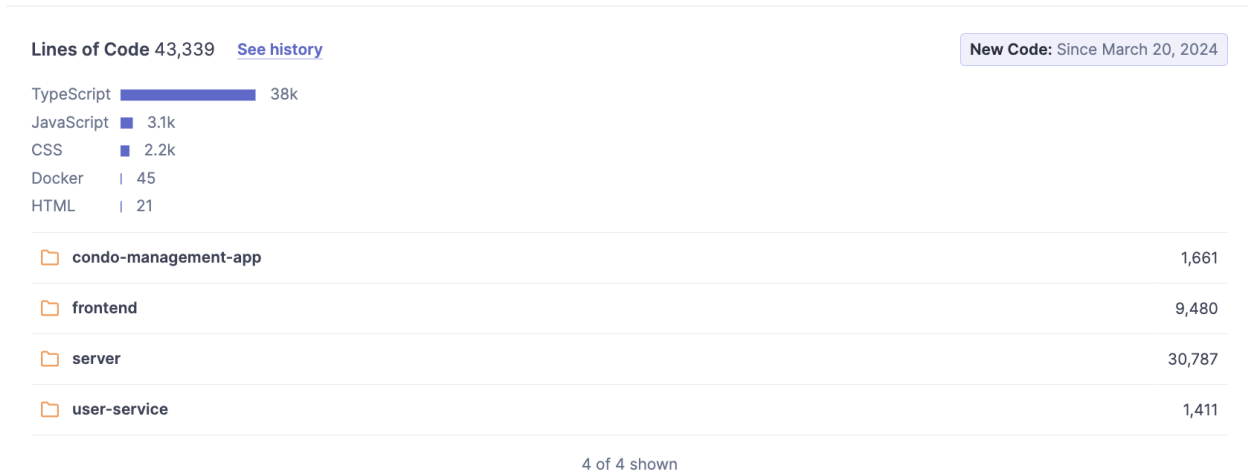 Lines of Code 43,339 See history New Code: Since March 20, 2024
TypeScript 38k
JavaScript 3.1k
CSS 2.2k
Docker 45
HTML 21
condo-management-app 1,661
frontend 9,480
server 30,787
user-service 1,411
4 of 4 shown